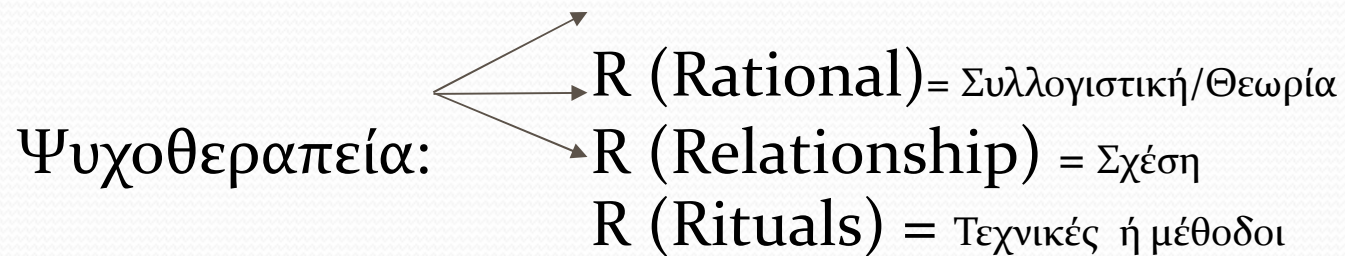 R (Rational)= Συλλογιστική/Θεωρία
Ψυχοθεραπεία: R (Relationship) = Σχέση
R (Rituals) = Τεχνικές ή μέθοδοι